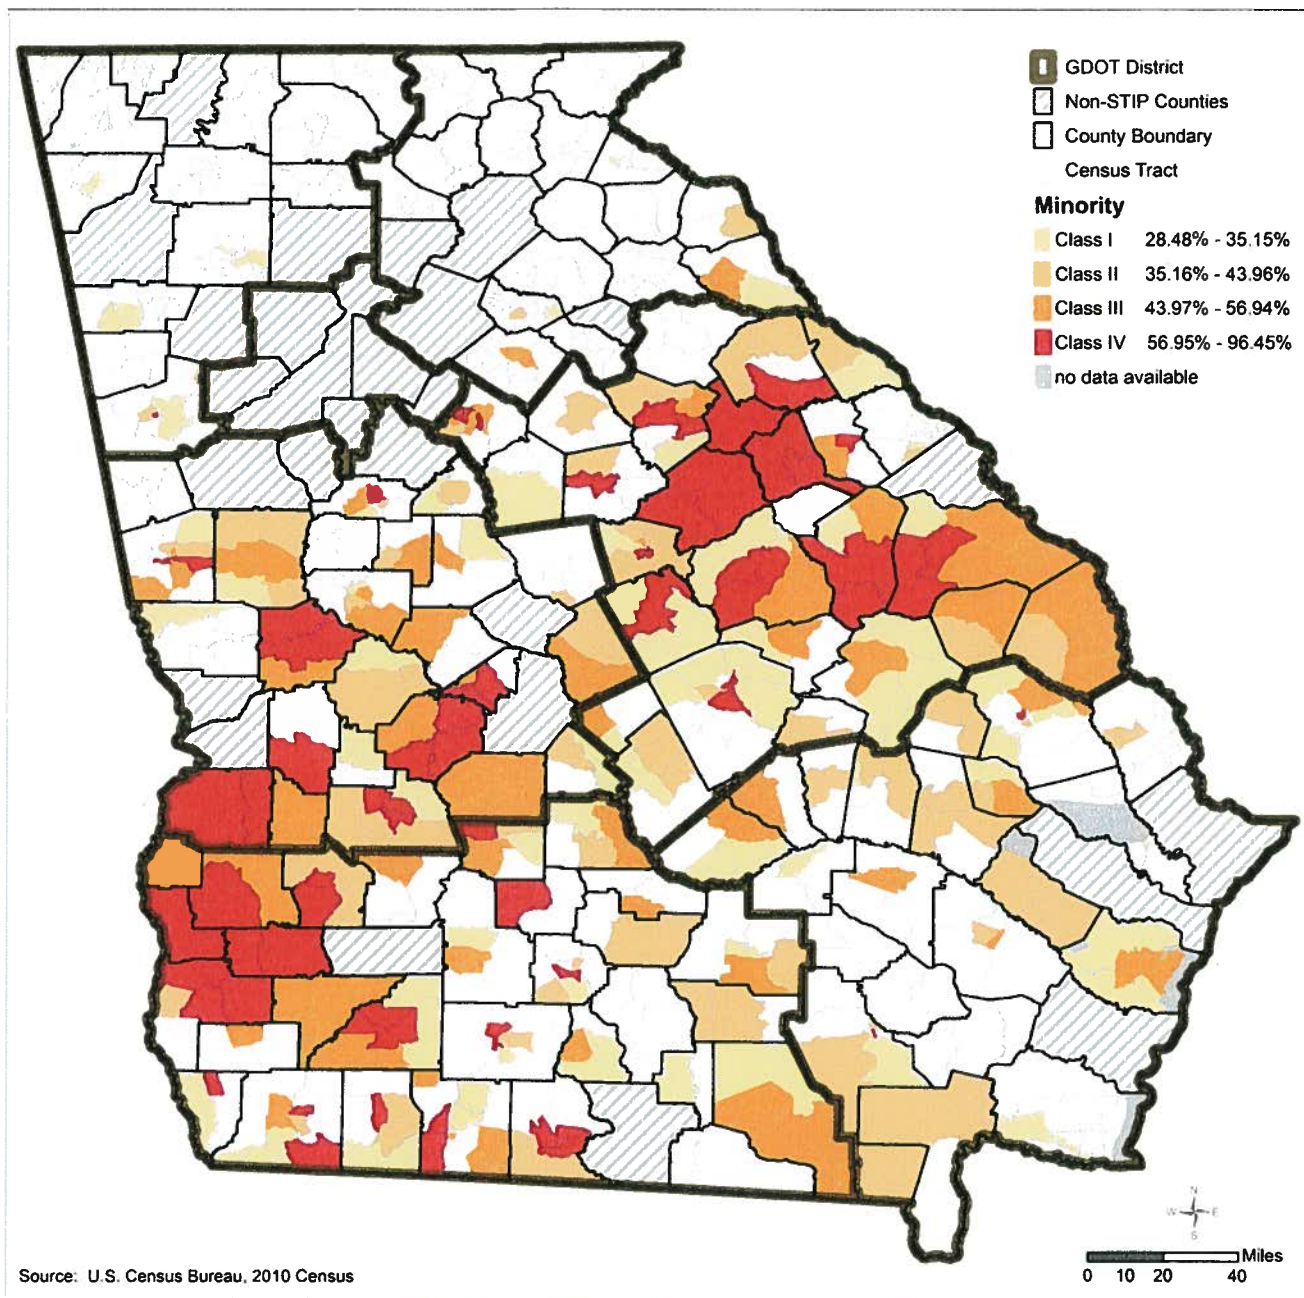 GDOT District
Non-STIP Counties
County Boundary
Census Tract
Minority
Class I 28.48% - 35.15%
Class II 35.16% - 43.96%
Class III 43.97% - 56.94%
Class IV 56.95% - 96.45%
no data available
N
W E
S
Miles
0 10 20 40
Source: U.S. Census Bureau, 2010 Census